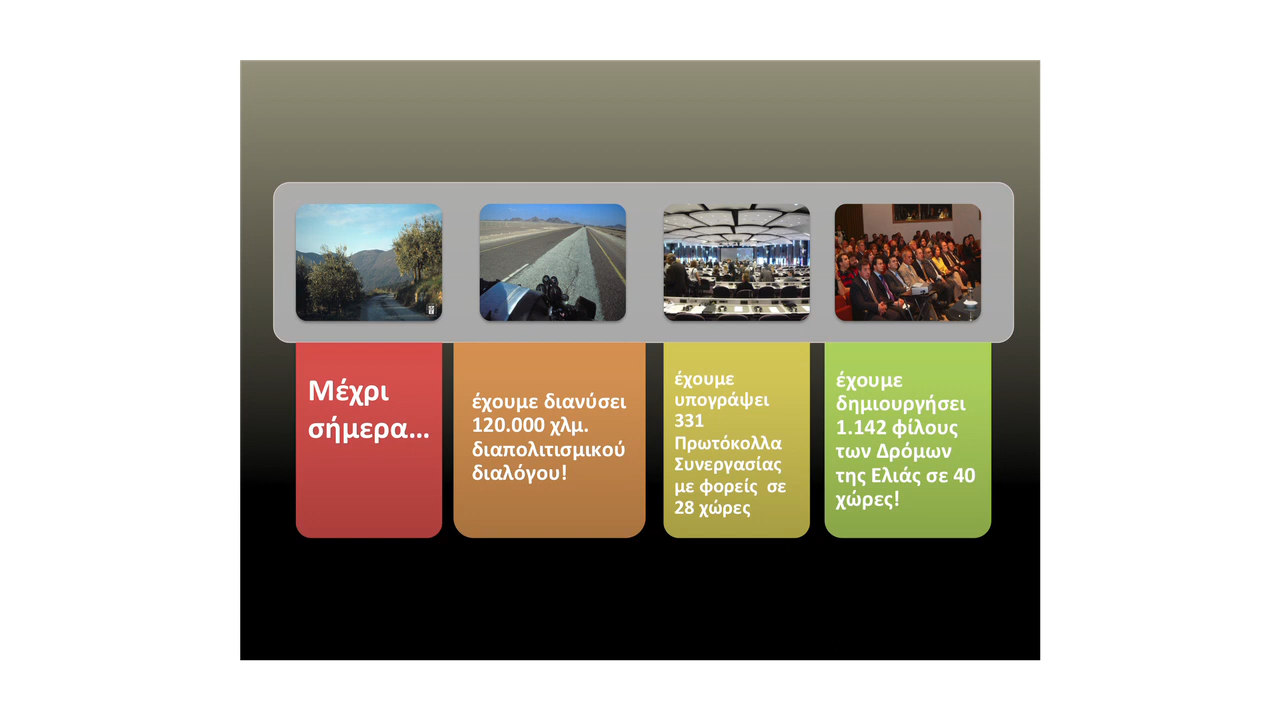 Μέχρι
σήμερα...
έχουμε διανύσει
120.000 χλμ.
διαπολιτισμικού
διαλόγου!
έχουμε
υπογράψει
331
Πρωτόκολλα
Συνεργασίας
με φορείς σε
28 χώρες
έχουμε
δημιουργήσει
1.142 φίλους
των Δρόμων
της Ελιάς σε 40
χώρες!